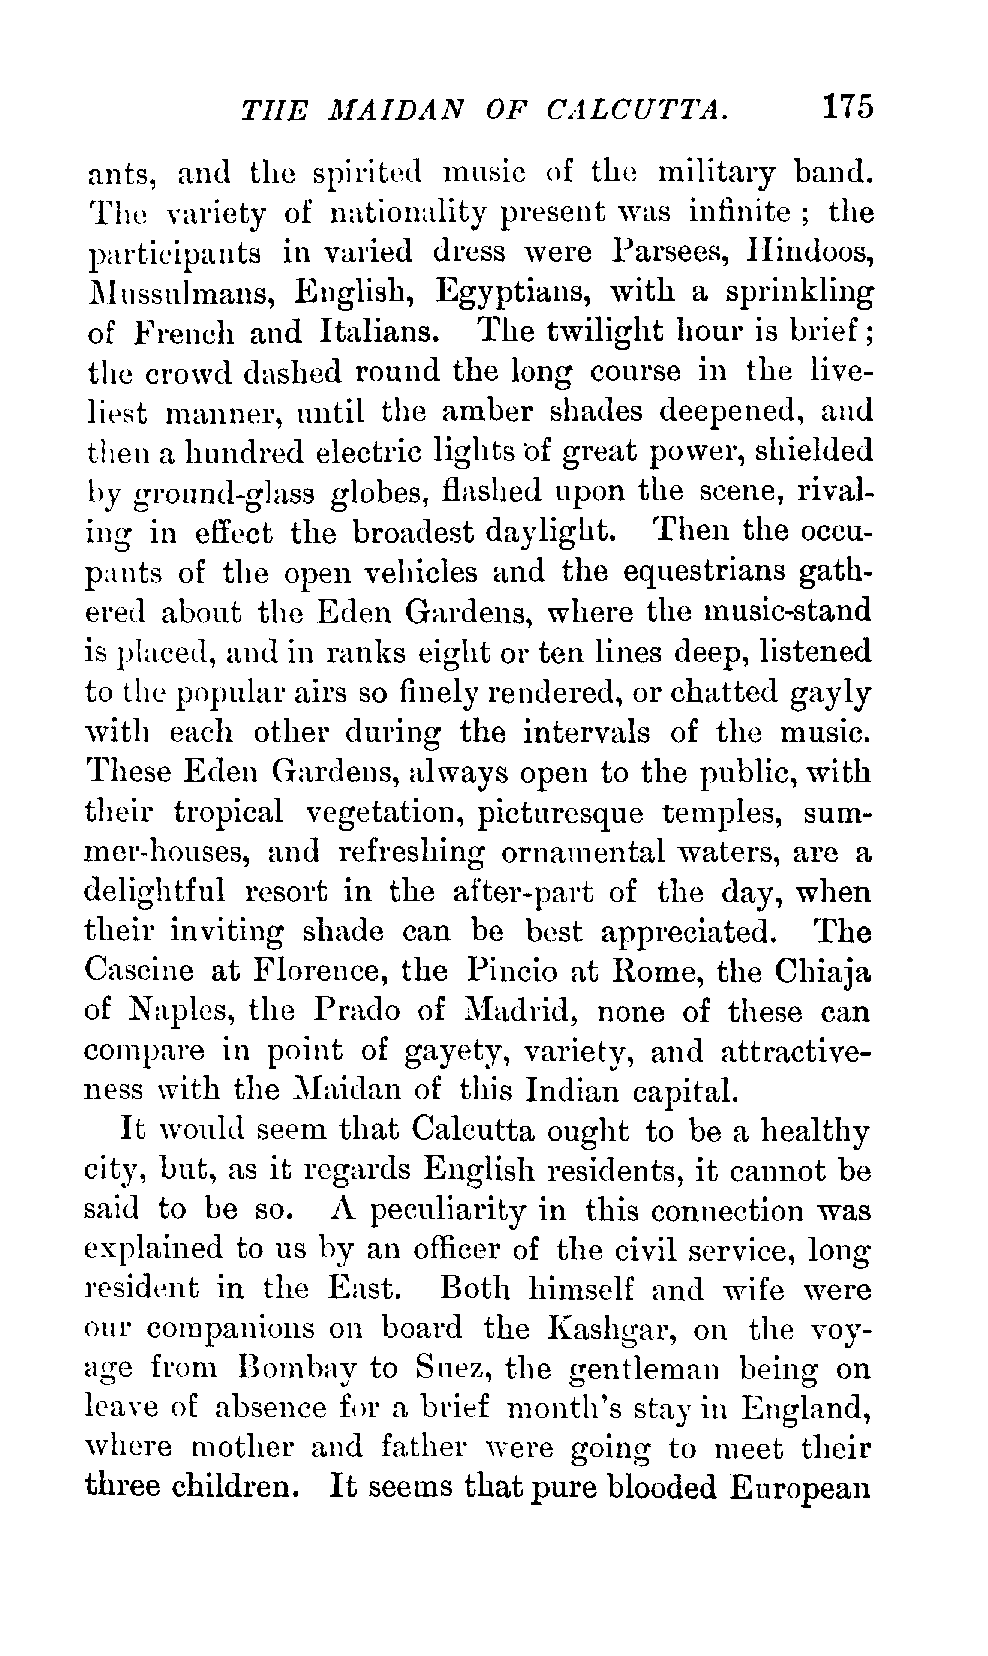 THE MAIDAN OF CALCUTTA. 175
ants, and the spirited music of the military band.
The variety of nationality present was infinite ; the
participants in varied dress were Parsees, Hindoos,
Mussulmans, English, Egyptians, with a sprinkling
of French and Italians. The twilight hour is brief ;
the crowd dashed round the long course in the live-
liest manner, until the amber shades deepened, and
then a hundred electric lights of great power, shielded
by ground-glass globes, flashed upon the scene, rival-
ing in effect the broadest daylight. Then the occu-
pants of the open vehicles and the equestrians gath-
ered about the Eden Gardens, where the music-stand
is placed, and in ranks eight or ten lines deep, listened
to the popular airs so finely rendered, or chatted gayly
with each other during the intervals of the music.
These Eden Gardens, always open to the public, with
their tropical vegetation, picturesque temples, sum-
mer-houses, and refreshing ornamental waters, are a
delightful resort in the after-part of the day, when
their inviting shade can be best appreciated. The
Cascine at Florence, the Pincio at Rome, the Chiaja
of Naples, the Prado of Madrid, none of these can
compare in point of gayety, variety, and attractive-
ness with the Maidan of this Indian capital.
It would seem that Calcutta ought to be a healthy
city, but, as it regards English residents, it cannot be
said to be so. A peculiarity in this connection was
explained to us by an officer of the civil service, long
resident in the East. Both himself and wife were
our companions on board the Kashgar, on the voy-
age from Bombay to Suez, the gentleman being on
leave of absence for a brief month's stay in England,
where mother and father were going to meet their
three children. It seems that pure blooded European